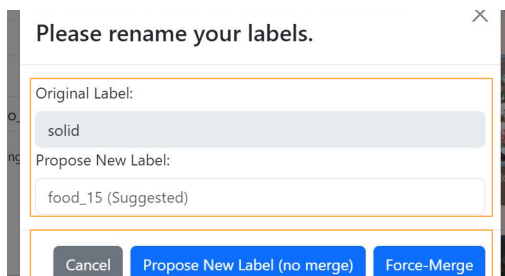 Please rename your labels.
Original Label:
solid
Propose New Label:
food_15 (Suggested)
Cancel Propose New Label (no merge) Force-Merge